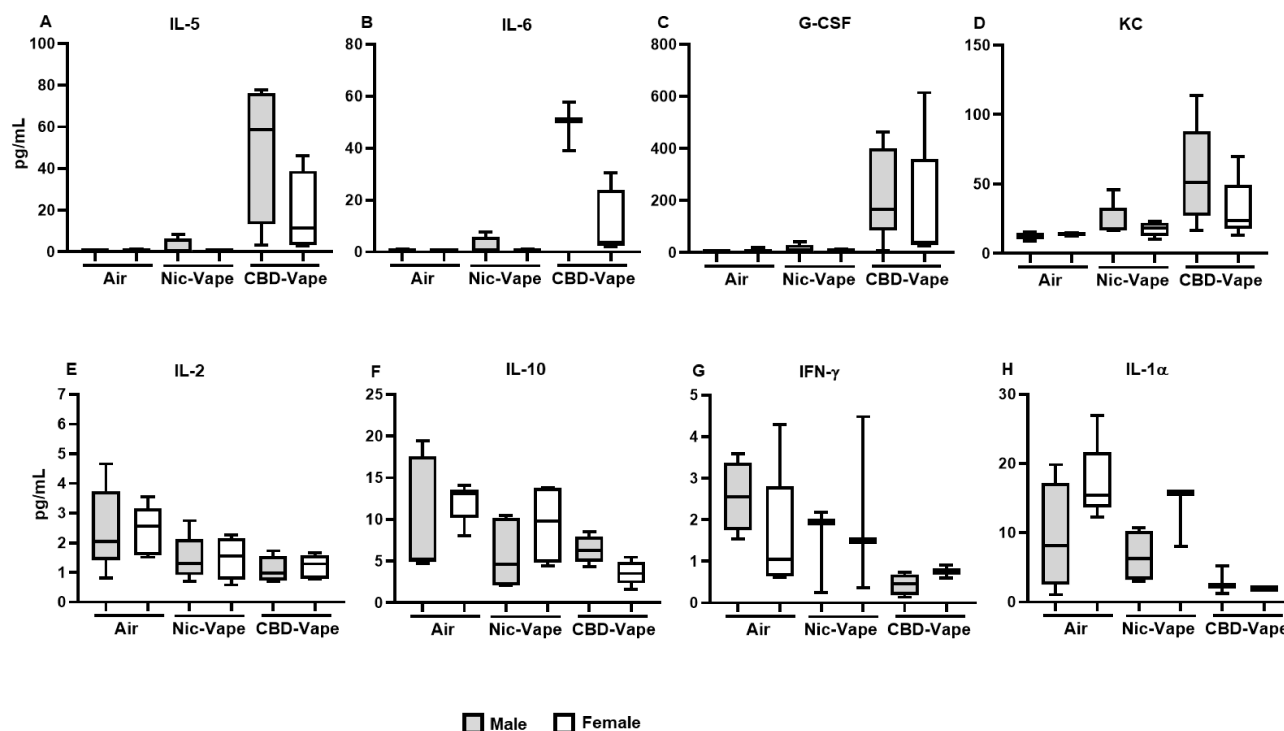 A IL-5
100
80
60
40
20
0
pg/mL
Air Nic-Vape CBD-Vape
B IL-6
80
60
40
20
0
Air Nic-Vape CBD-Vape
C G-CSF
800
600
400
200
0
Air Nic-Vape CBD-Vape
D KC
150
100
50
0
Air Nic-Vape CBD-Vape
E IL-2
7
6
5
4
3
2
1
0
pg/mL
Air Nic-Vape CBD-Vape
F IL-10
25
20
15
10
5
0
Air Nic-Vape CBD-Vape
G IFN-γ
5
4
3
2
1
0
Air Nic-Vape CBD-Vape
H IL-1α
30
20
10
0
Air Nic-Vape CBD-Vape
Male Female